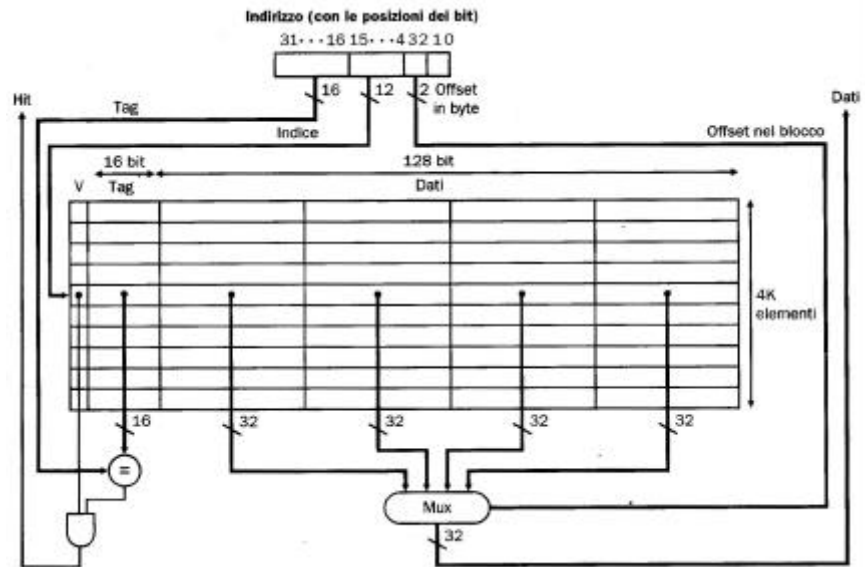 Indirizzo (con le posizioni dei bit)
31···16 15···4 3 2 1 0
16 12 2 Offset in byte
Hit
Tag
Dati
Indice
Offset nel blocco
16 bit
128 bit
V
Tag
Dati
4K
elementi
16 32 32 32 32
=
Mux
32